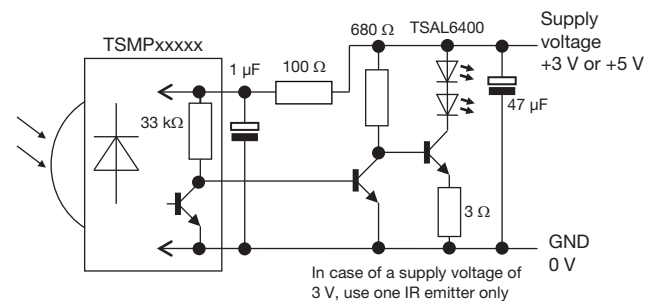 TSMPxxxxx
680 Ω
TSAL6400
Supply
voltage
+3 V or +5 V
1 μF
100 Ω
33 kΩ
47 μF
3 Ω
GND
0 V
In case of a supply voltage of
3 V, use one IR emitter only